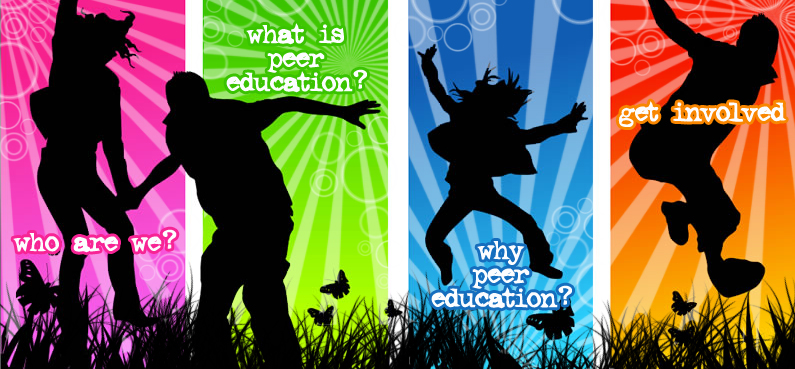 who are we?
what is
peer
education?
why
peer
education?
get involved